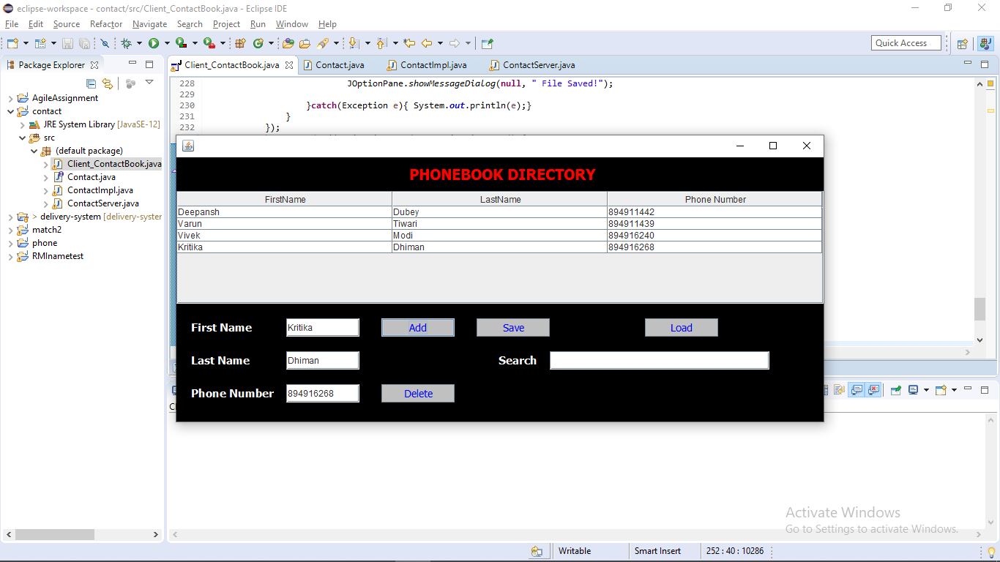 eclipse-workspace - contact/src/Client_ContactBook.java - Eclipse IDE
File Edit Source Refactor Navigate Search Project Run Window Help
Quick Access
Package Explorer
Client_ContactBook.java Contact.java ContactImpl.java ContactServer.java
AgileAssignment
contact
JRE System Library [JavaSE-12]
src
(default package)
Client_ContactBook.java
Contact.java
ContactImpl.java
ContactServer.java
> delivery-system [delivery-syster
match2
phone
RMInametest
228 JOptionPane.showMessageDialog(null, " File Saved!");
229
230 }catch(Exception e){ System.out.println(e);}
231 }
232 });
PHONEBOOK DIRECTORY
FirstName LastName Phone Number
Deepansh Dubey 894911442
Varun Tiwari 894911439
Vivek Modi 894916240
Kritika Dhiman 894916268
First Name Kritika Add Save Load
Last Name Dhiman Search
Phone Number 894916268 Delete
Activate Windows
Go to Settings to activate Windows.
Writable Smart Insert 252 : 40 : 10286